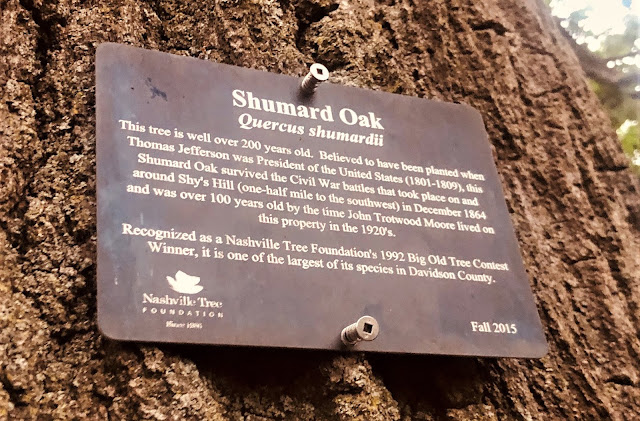 Shumard Oak
Quercus shumardii
This tree is well over 200 years old. Believed to have been planted when
Thomas Jefferson was President of the United States (1801-1809), this
Shumard Oak survived the Civil War battles that took place on and
around Shy's Hill (one-half mile to the southwest) in December 1864
and was over 100 years old by the time John Trotwood Moore lived on
this property in the 1920's.
Recognized as a Nashville Tree Foundation's 1992 Big Old Tree Contest
Winner, it is one of the largest of its species in Davidson County.
Nashville Tree
FOUNDATION
Fall 2015